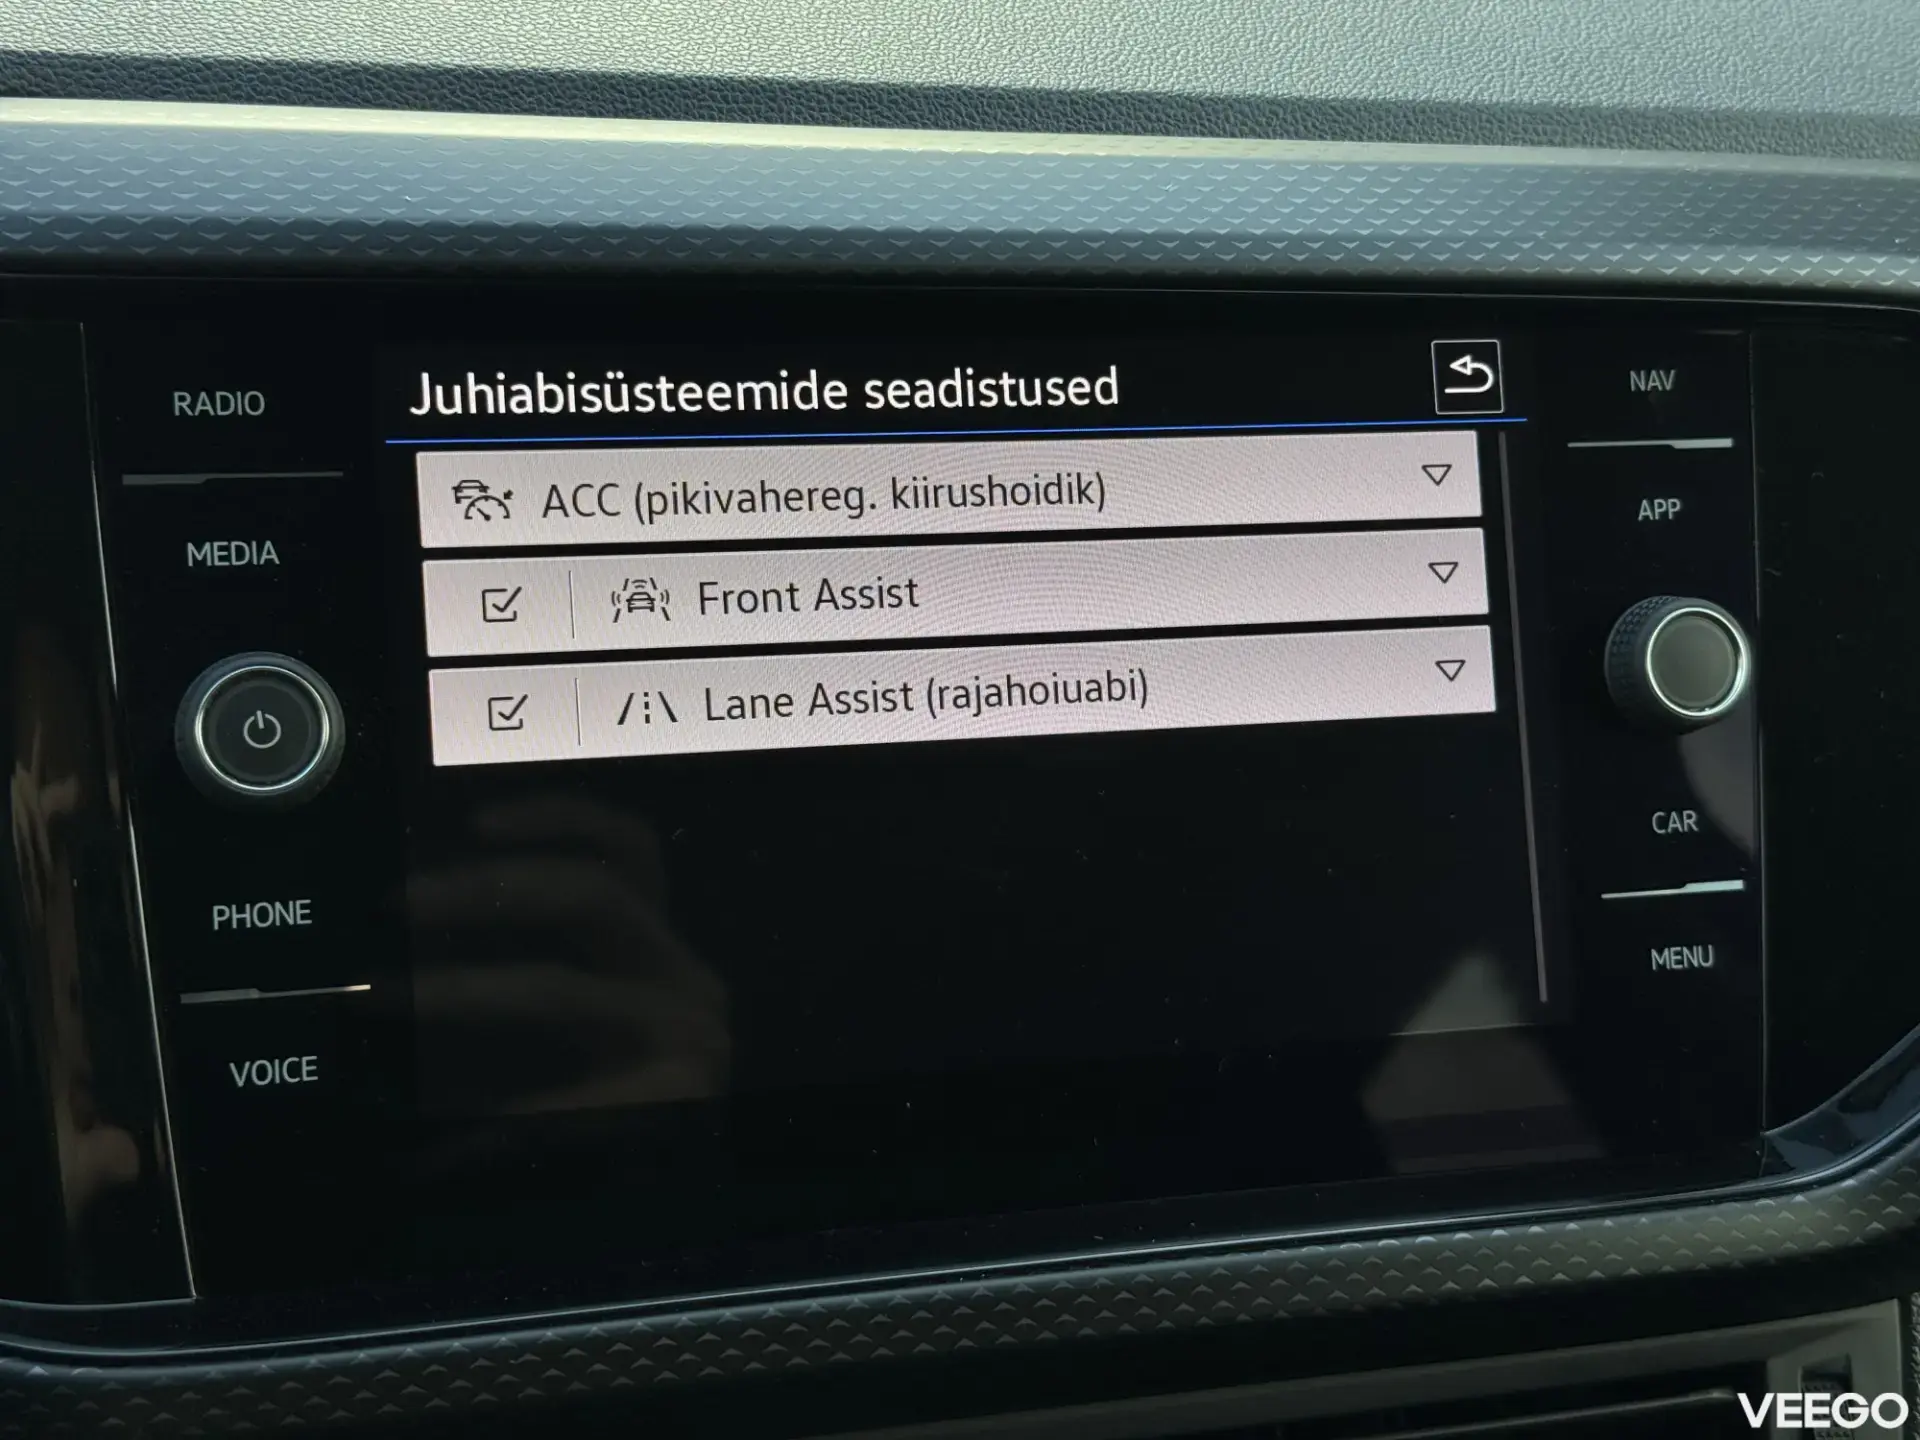 RADIO
MEDIA
PHONE
VOICE
Juhiabisüsteemide seadistused
ACC (pikivahereg. kiirushoidik)
Front Assist
Lane Assist (rajahoiuabi)
NAV
APP
CAR
MENU
VEEGO